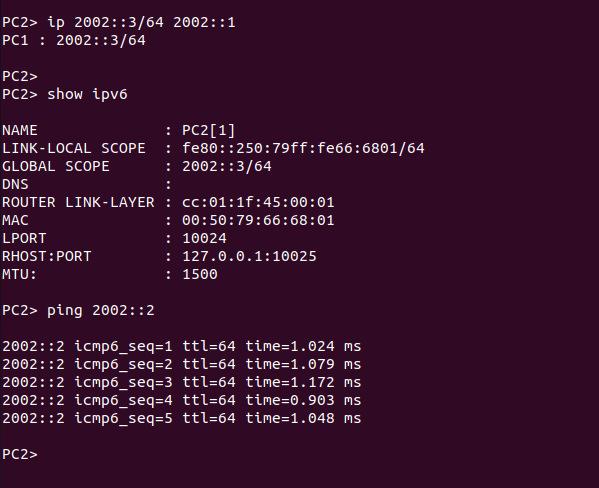 PC2> ip 2002::3/64 2002::1
PC1 : 2002::3/64
PC2>
PC2> show ipv6
NAME : PC2[1]
LINK-LOCAL SCOPE : fe80::250:79ff:fe66:6801/64
GLOBAL SCOPE : 2002::3/64
DNS :
ROUTER LINK-LAYER : cc:01:1f:45:00:01
MAC : 00:50:79:66:68:01
LPORT : 10024
RHOST:PORT : 127.0.0.1:10025
MTU: : 1500
PC2> ping 2002::2
2002::2 icmp6_seq=1 ttl=64 time=1.024 ms
2002::2 icmp6_seq=2 ttl=64 time=1.079 ms
2002::2 icmp6_seq=3 ttl=64 time=1.172 ms
2002::2 icmp6_seq=4 ttl=64 time=0.903 ms
2002::2 icmp6_seq=5 ttl=64 time=1.048 ms
PC2>